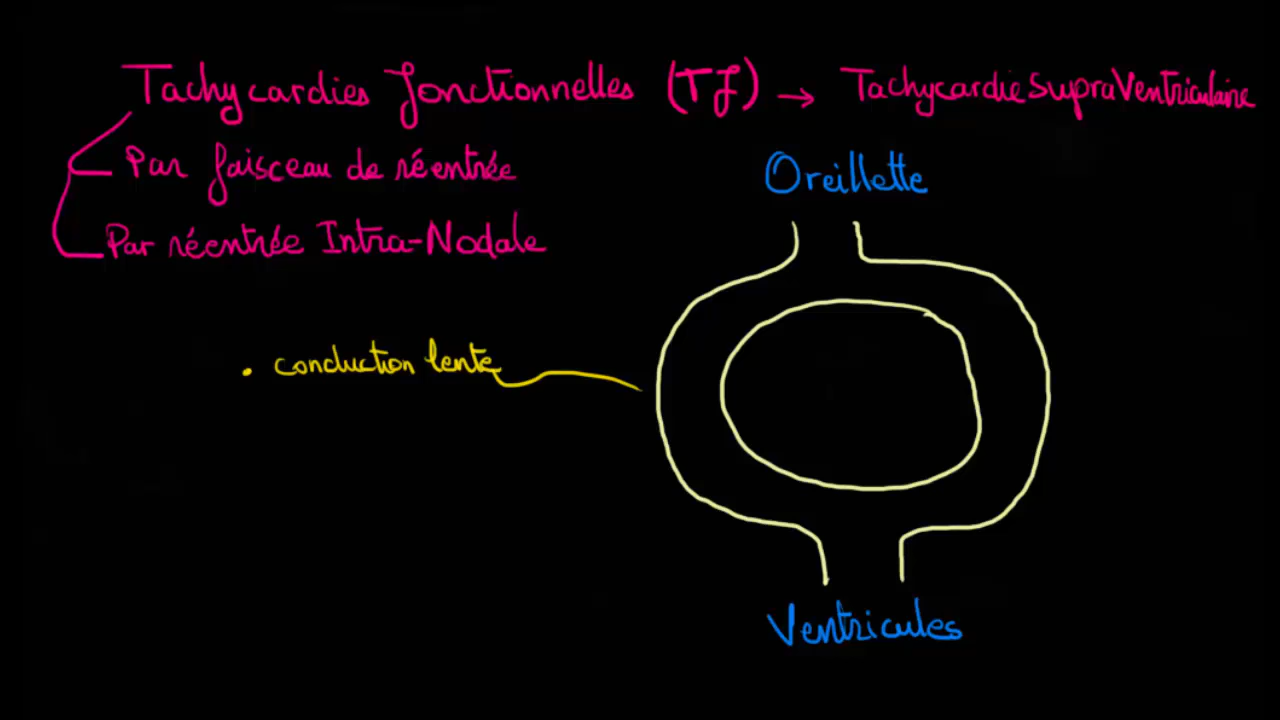 Tachycardies Jonctionnelles (TJ) → Tachycardie SupraVentriculaire
Par faisceau de réentrée
Par réentrée Intra-Nodale
Oreillette
• conduction lente
Ventricules